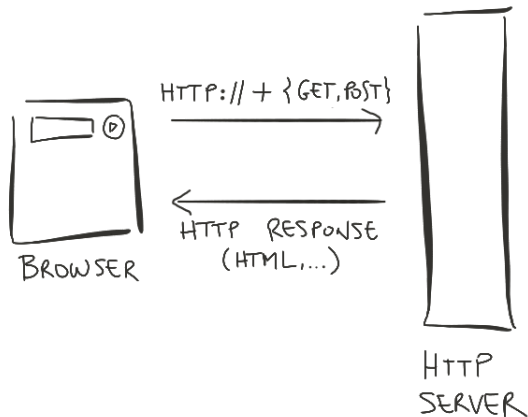 HTTP:// + {GET, POST}
HTTP RESPONSE
(HTML,...)
BROWSER
HTTP
SERVER